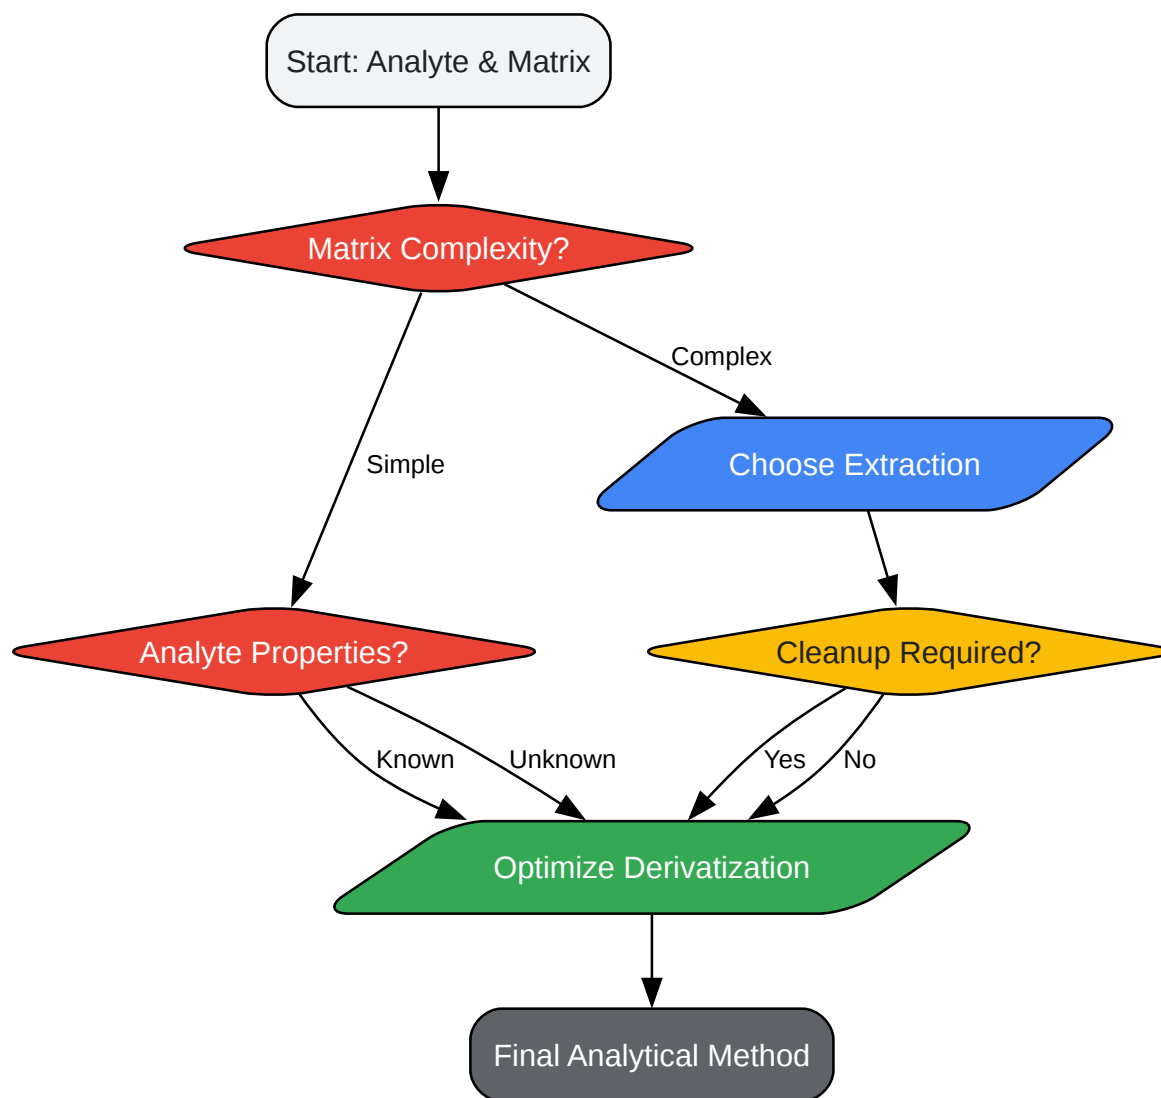 Start: Analyte & Matrix
Matrix Complexity?
Complex
Simple
Choose Extraction
Analyte Properties?
Cleanup Required?
Known
Unknown
Yes
No
Optimize Derivatization
Final Analytical Method